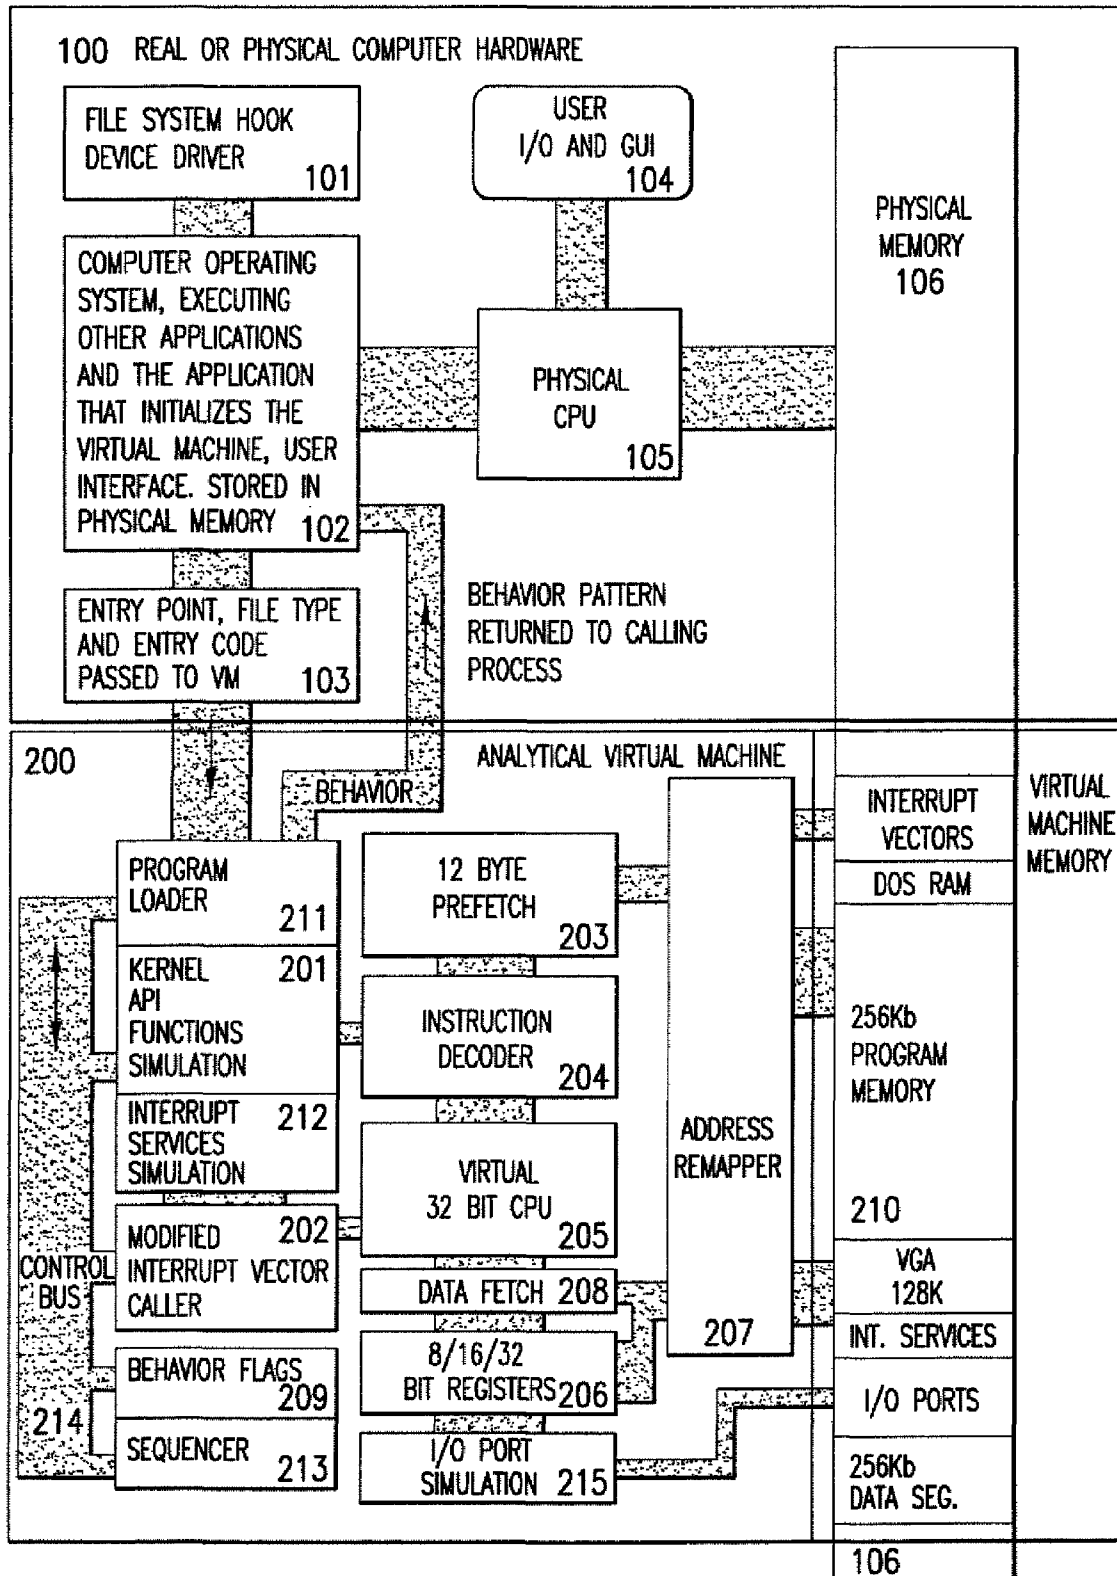 100 REAL OR PHYSICAL COMPUTER HARDWARE
FILE SYSTEM HOOK
DEVICE DRIVER
101
USER
I/O AND GUI
104
PHYSICAL
MEMORY
106
COMPUTER OPERATING
SYSTEM, EXECUTING
OTHER APPLICATIONS
AND THE APPLICATION
THAT INITIALIZES THE
VIRTUAL MACHINE, USER
INTERFACE. STORED IN
PHYSICAL MEMORY 102
PHYSICAL
CPU
105
ENTRY POINT, FILE TYPE
AND ENTRY CODE
PASSED TO VM 103
BEHAVIOR PATTERN
RETURNED TO CALLING
PROCESS
200
ANALYTICAL VIRTUAL MACHINE
BEHAVIOR
PROGRAM
LOADER
211
KERNEL 201
API
FUNCTIONS
SIMULATION
INTERRUPT 212
SERVICES
SIMULATION
MODIFIED 202
INTERRUPT VECTOR
CALLER
CONTROL
BUS
BEHAVIOR FLAGS
209
214
SEQUENCER
213
12 BYTE
PREFETCH
203
INSTRUCTION
DECODER
204
VIRTUAL
32 BIT CPU
205
DATA FETCH 208
8/16/32
BIT REGISTERS 206
I/O PORT
SIMULATION 215
ADDRESS
REMAPPER
207
INTERRUPT
VECTORS
DOS RAM
256Kb
PROGRAM
MEMORY
210
VGA
128K
INT. SERVICES
I/O PORTS
256Kb
DATA SEG.
106
VIRTUAL
MACHINE
MEMORY